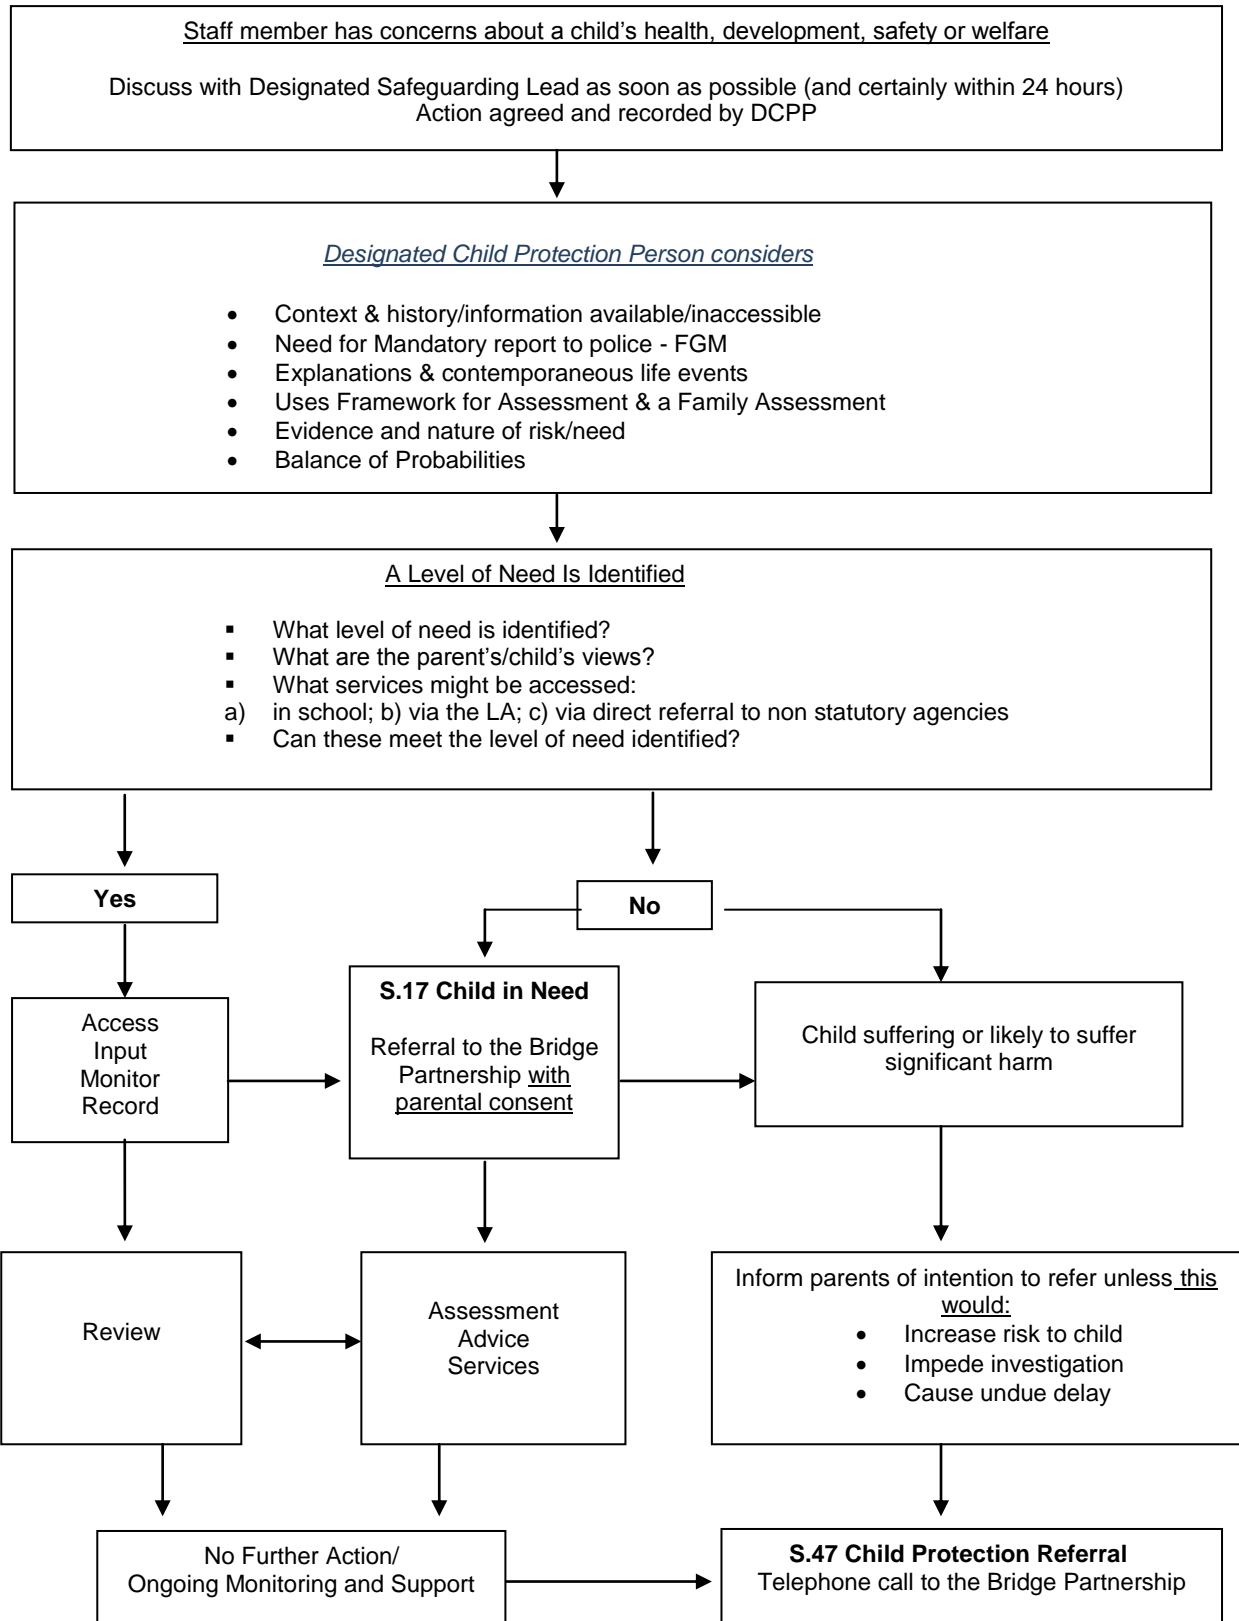 Staff member has concerns about a child's health, development, safety or welfare
Discuss with Designated Safeguarding Lead as soon as possible (and certainly within 24 hours)
Action agreed and recorded by DCPP
Designated Child Protection Person considers
• Context & history/information available/inaccessible
• Need for Mandatory report to police - FGM
• Explanations & contemporaneous life events
• Uses Framework for Assessment & a Family Assessment
• Evidence and nature of risk/need
• Balance of Probabilities
A Level of Need Is Identified
▪ What level of need is identified?
▪ What are the parent's/child's views?
▪ What services might be accessed:
a) in school; b) via the LA; c) via direct referral to non statutory agencies
▪ Can these meet the level of need identified?
Yes
No
Access
Input
Monitor
Record
S.17 Child in Need
Referral to the Bridge
Partnership with
parental consent
Child suffering or likely to suffer
significant harm
Review
Assessment
Advice
Services
Inform parents of intention to refer unless this
would:
• Increase risk to child
• Impede investigation
• Cause undue delay
No Further Action/
Ongoing Monitoring and Support
S.47 Child Protection Referral
Telephone call to the Bridge Partnership